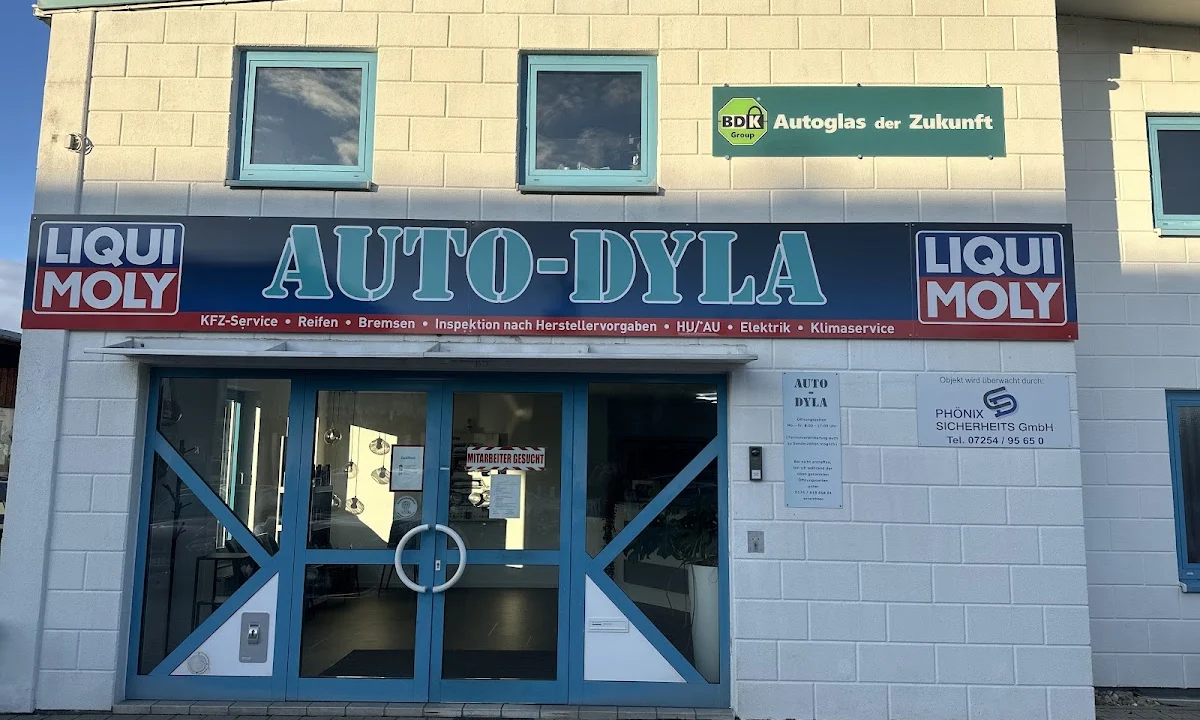 BDK
Group
Autoglas der Zukunft
LIQUI
MOLY
AUTO-DYLA
KFZ-Service • Reifen • Bremsen • Inspektion nach Herstellervorgaben • HU/*AU • Elektrik • Klimaservice
LIQUI
MOLY
AUTO
-
DYLA
Öffnungszeiten
Objekt wird überwacht durch:
PHÖNIX
SICHERHEITS GmbH
Tel. 07254 / 95 65 0
MITARBEITER GESUCHT